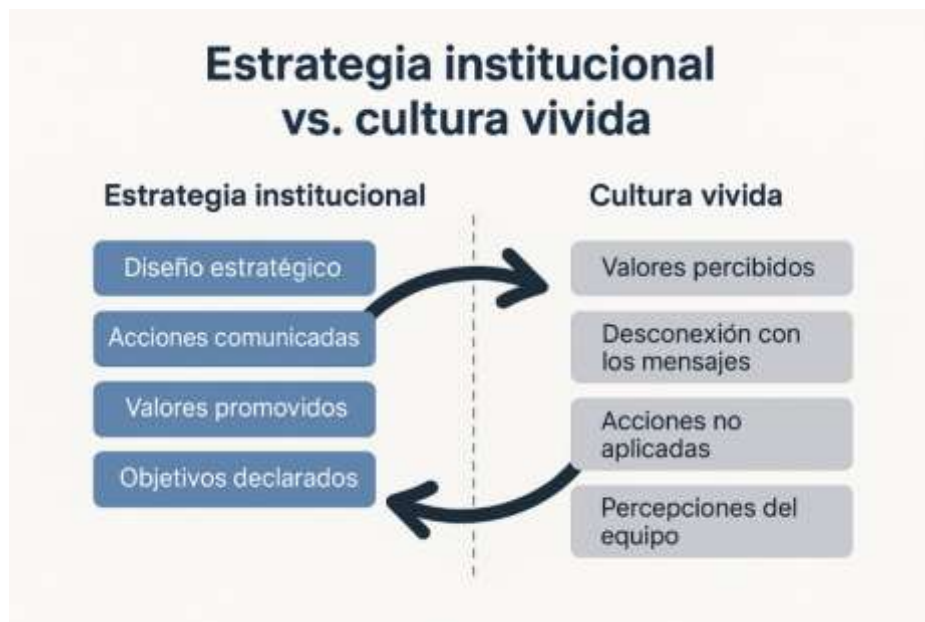 Estrategia institucional
vs. cultura vivida
Estrategia institucional
Diseño estratégico
Acciones comunicadas
Valores promovidos
Objetivos declarados
Cultura vivida
Valores percibidos
Desconexión con
los mensajes
Acciones no
aplicadas
Percepciones del
equipo